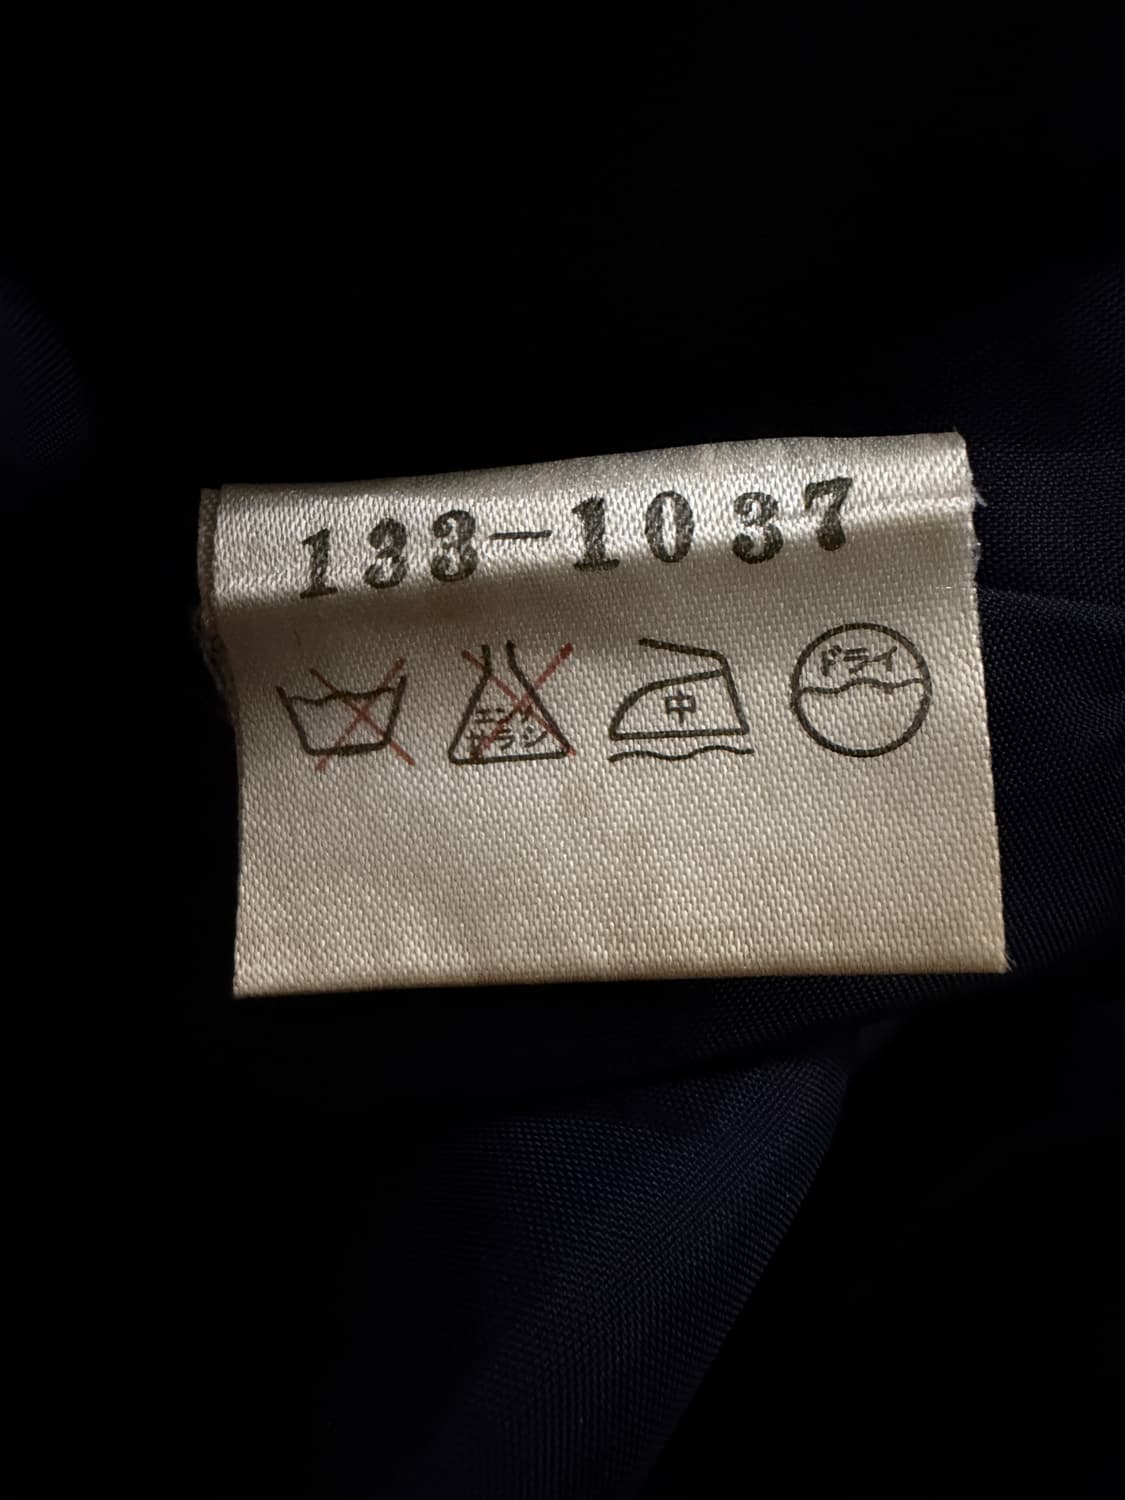 133-1037
エンソ
サラシ
中
ドライ